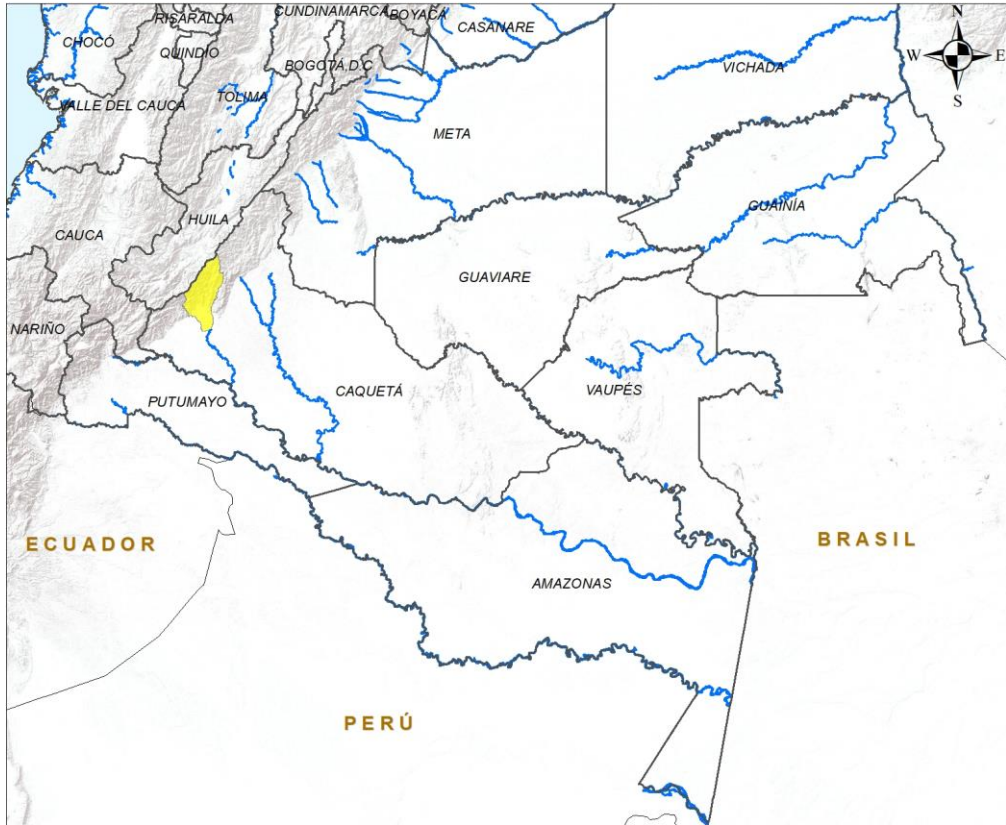 RISARALDA
CUNDINAMARCA
BOYACÁ
CASANARE
N
CHOCÓ
QUINDÍO
BOGOTÁ D.C
W
E
VICHADA
S
VALLE DEL CAUCA
TOLIMA
META
HUILA
GUAINÍA
CAUCA
GUAVIARE
NARIÑO
CAQUETÁ
VAUPÉS
PUTUMAYO
ECUADOR
BRASIL
AMAZONAS
PERÚ